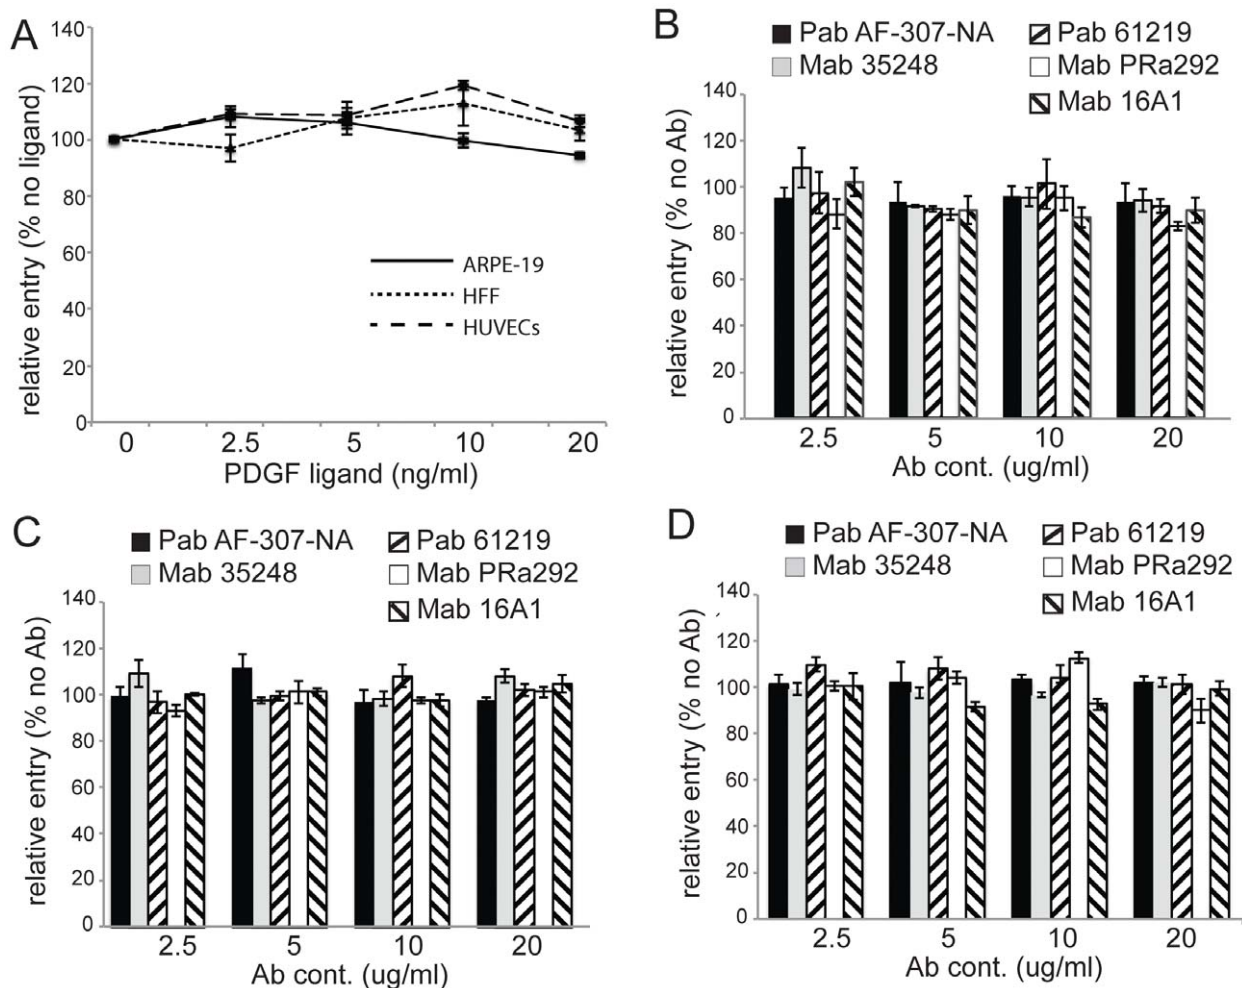 A
relative entry (% no ligand)
140
120
100
80
60
40
20
0
ARPE-19
HFF
HUVECs
0 2.5 5 10 20
PDGF ligand (ng/ml)
B
Pab AF-307-NA Pab 61219
Mab 35248 Mab PRa292
Mab 16A1
relative entry (% no Ab)
140
120
100
80
60
40
20
0
2.5 5 10 20
Ab cont. (ug/ml)
C
Pab AF-307-NA Pab 61219
Mab 35248 Mab PRa292
Mab 16A1
relative entry (% no Ab)
140
120
100
80
60
40
20
0
2.5 5 10 20
Ab cont. (ug/ml)
D
Pab AF-307-NA Pab 61219
Mab 35248 Mab PRa292
Mab 16A1
relative entry (% no Ab)
140
120
100
80
60
40
20
0
2.5 5 10 20
Ab cont. (ug/ml)